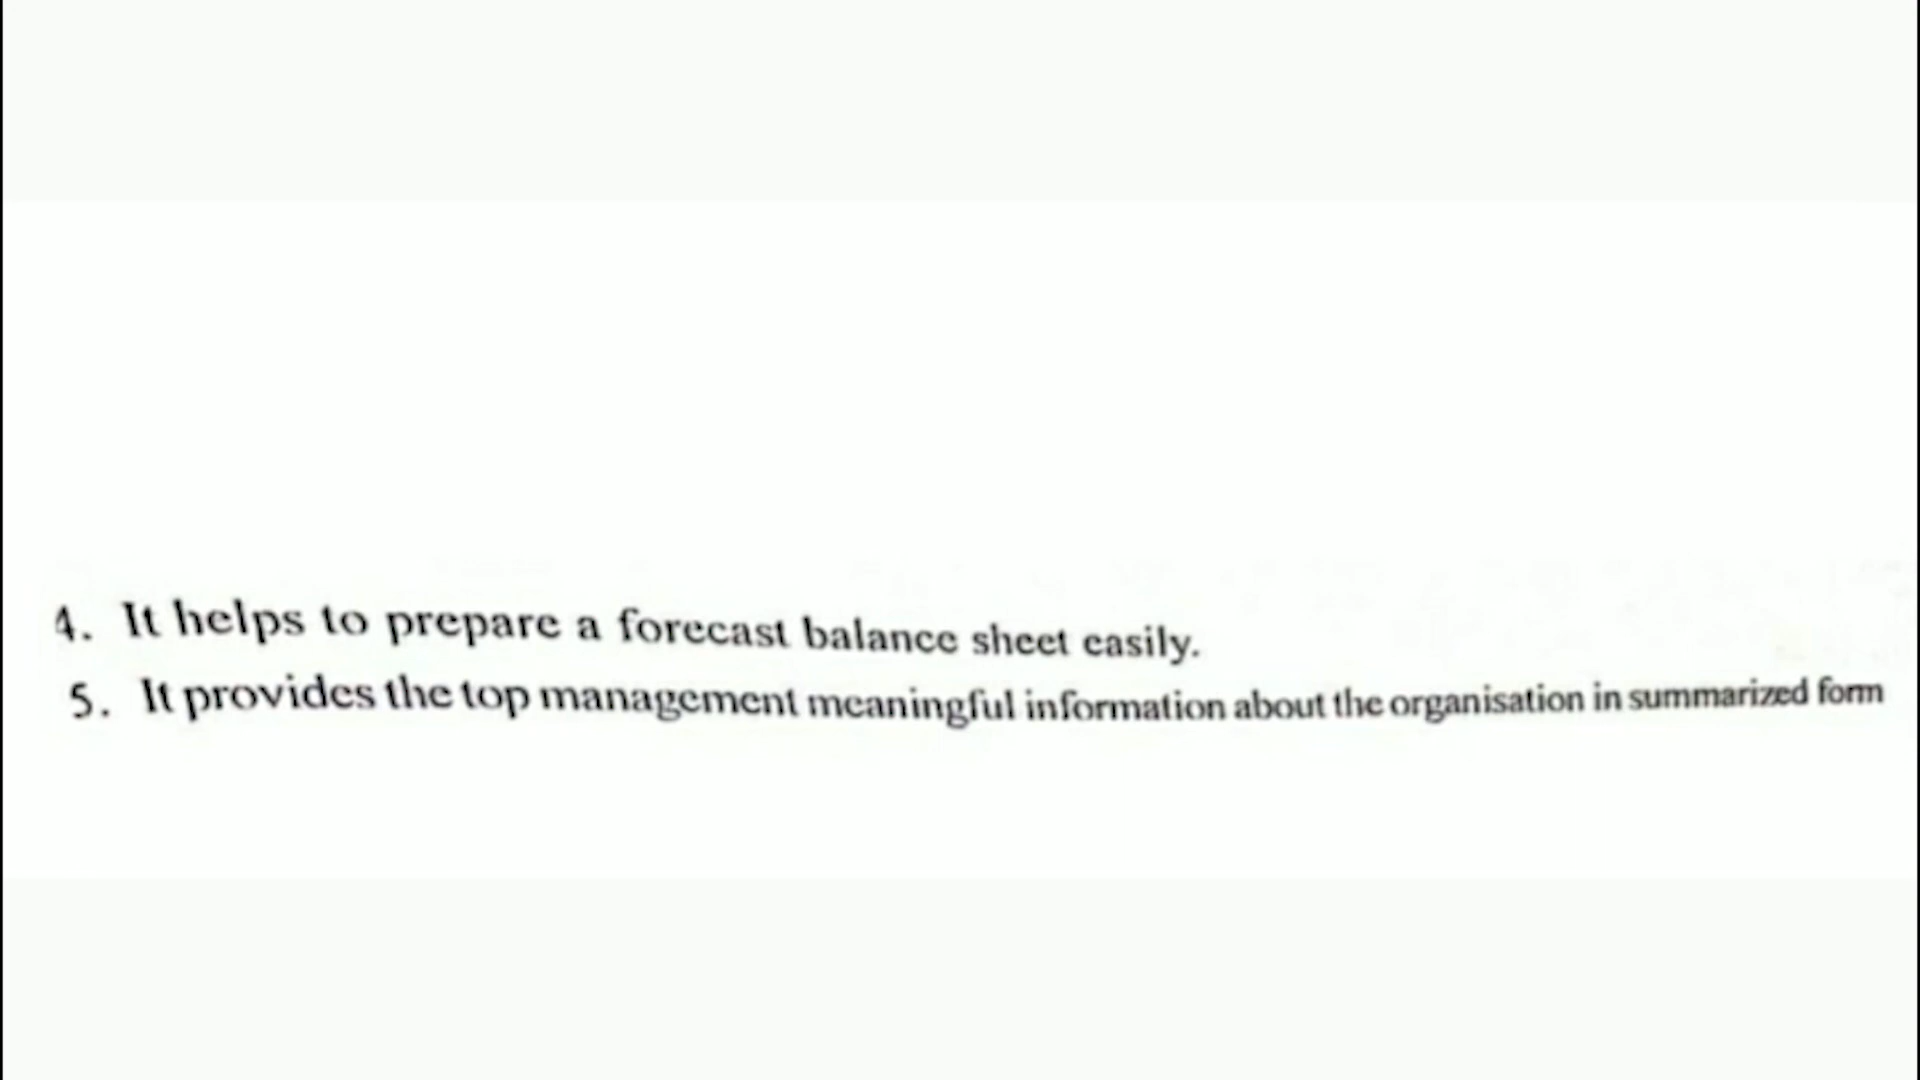 4. It helps to prepare a forecast balance sheet easily.
5. It provides the top management meaningful information about the organisation in summarized form